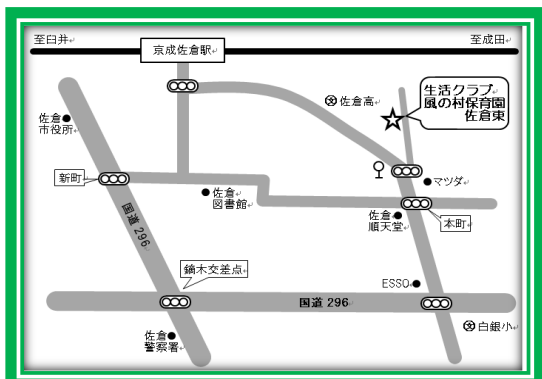 至臼井
至成田
京成佐倉駅
生活クラブ
風の村保育園
佐倉東
佐倉高
佐倉
市役所
マツダ
新町
佐倉
図書館
佐倉
順天堂
本町
国道 296
鏑木交差点
ESSO
国道 296
白銀小
佐倉
警察署